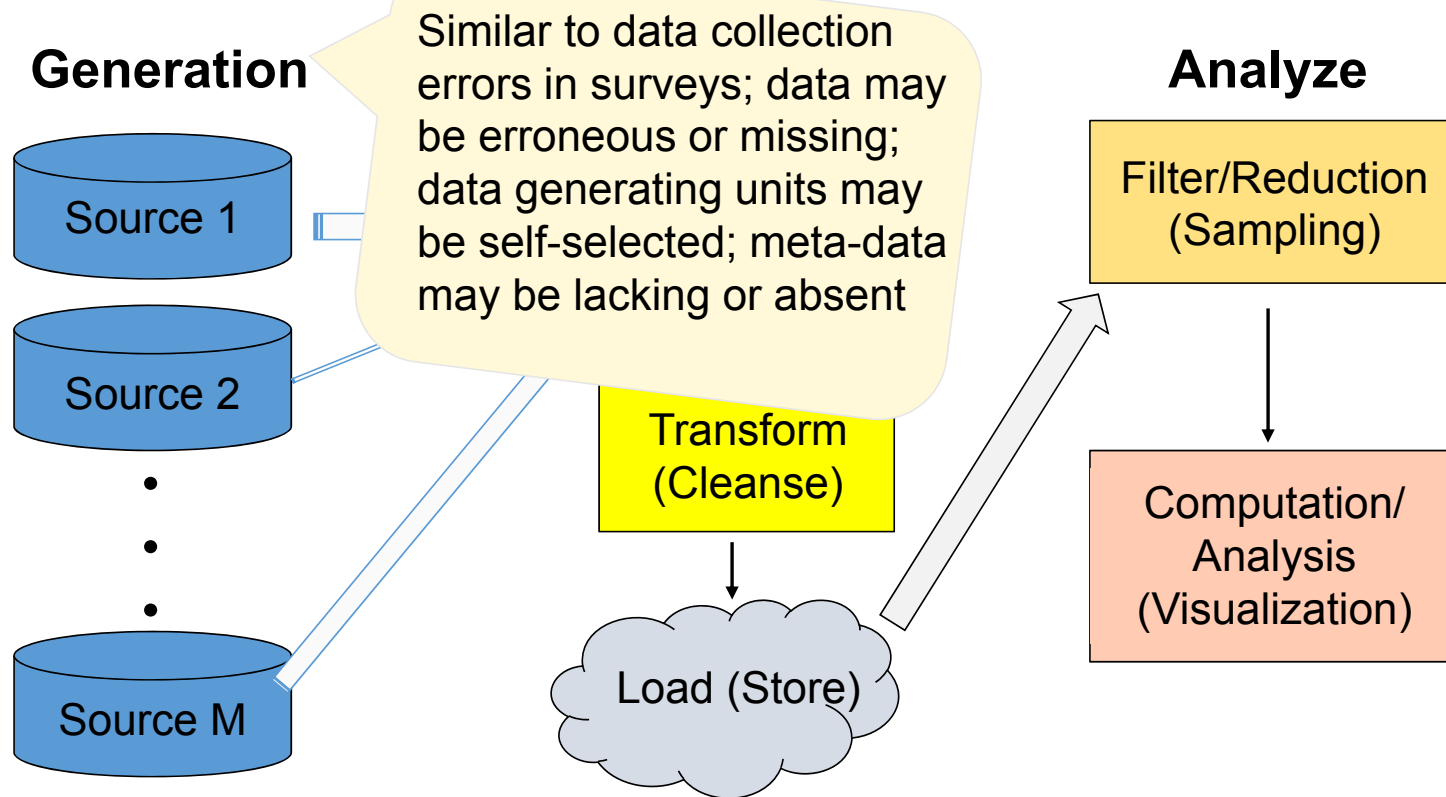 Generation
Similar to data collection
errors in surveys; data may
be erroneous or missing;
data generating units may
be self-selected; meta-data
may be lacking or absent
Analyze
Source 1
Source 2
Source M
Transform
(Cleanse)
Load (Store)
Filter/Reduction
(Sampling)
Computation/
Analysis
(Visualization)